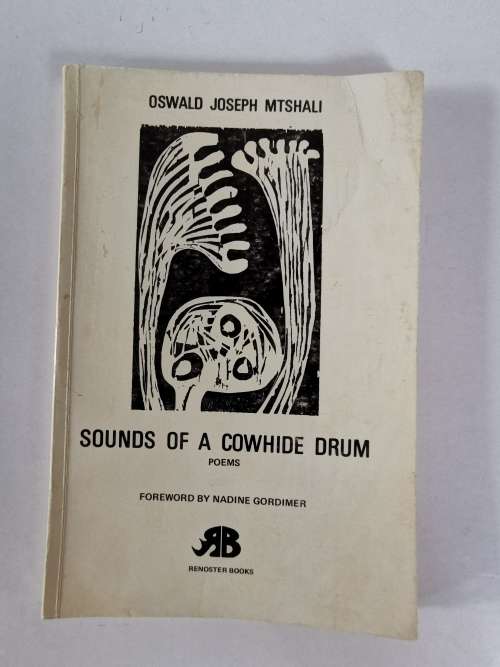 OSWALD JOSEPH MTSHALI
SOUNDS OF A COWHIDE DRUM
POEMS
FOREWORD BY NADINE GORDIMER
RB
RENOSTER BOOKS